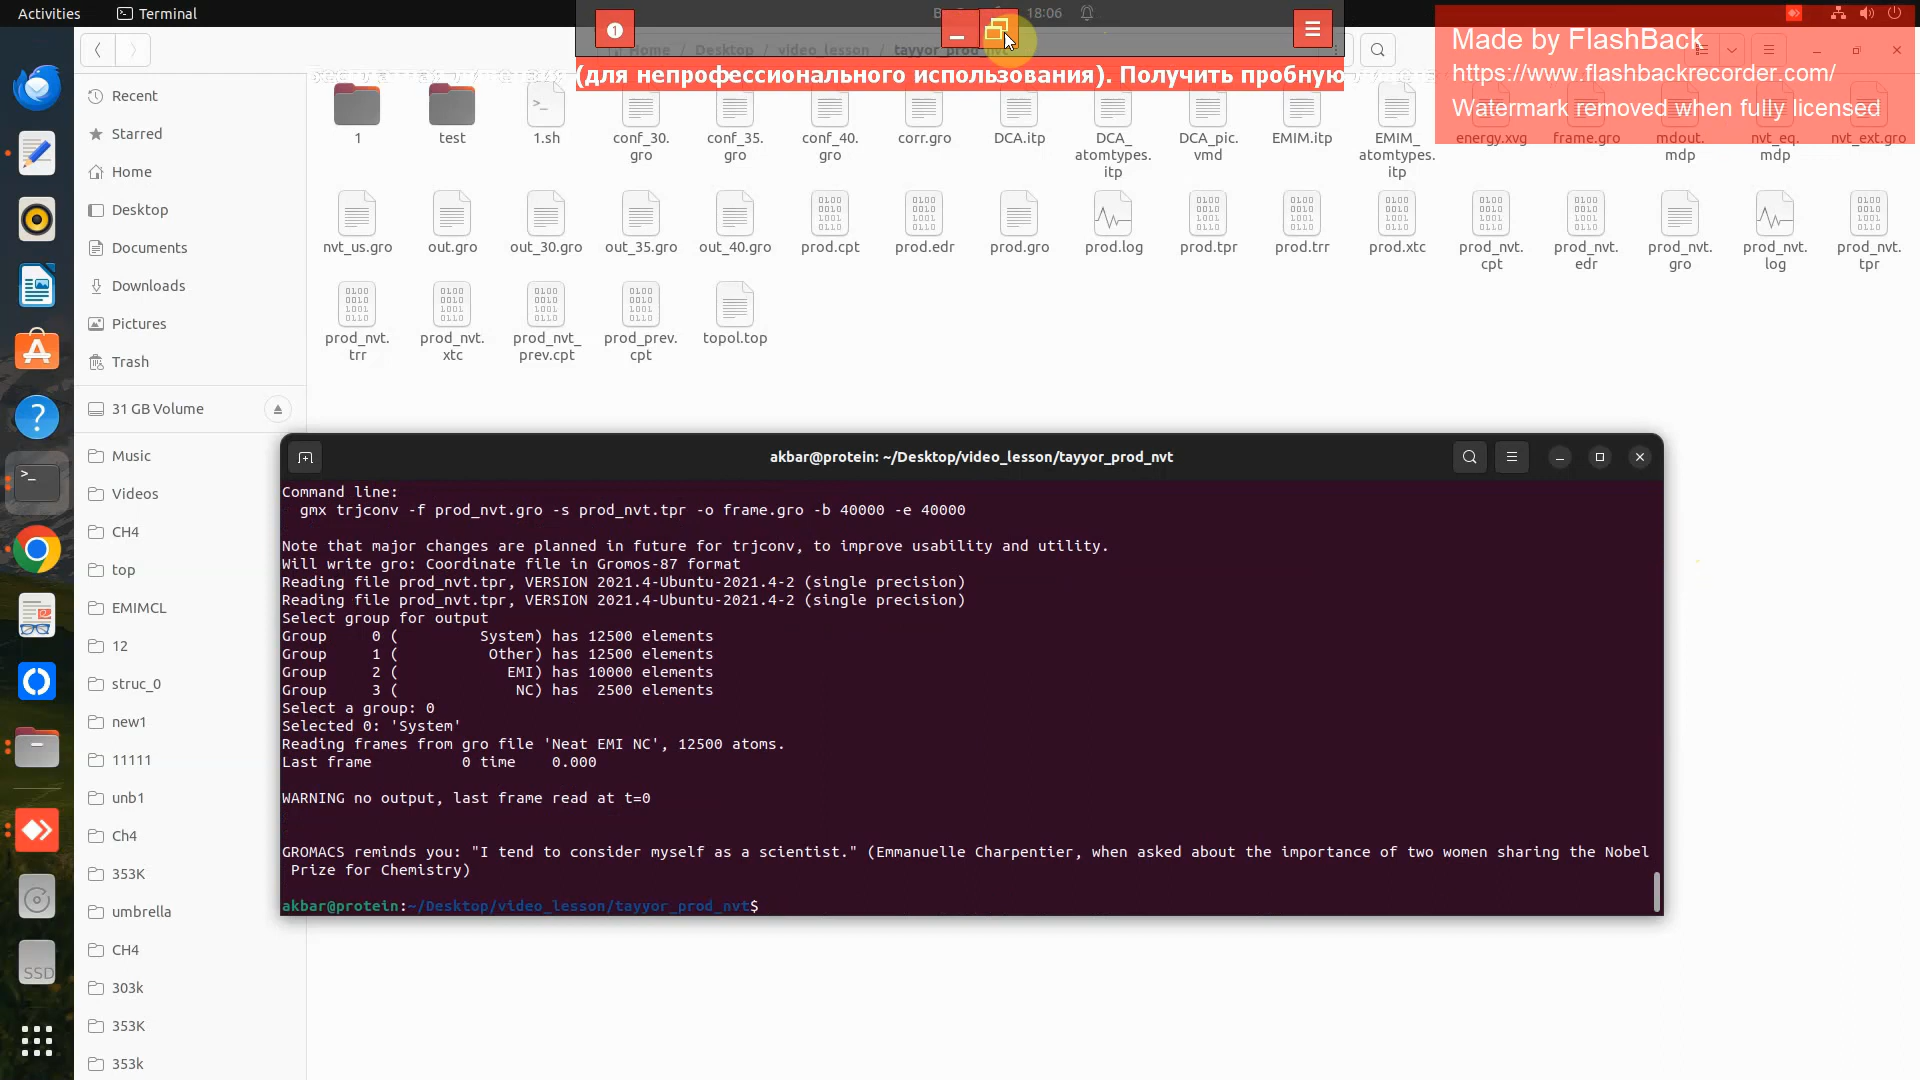 Activities
Terminal
18:06
1
Home / Desktop / video_lesson /
(для непрофессионального использования). Получить пробную
Made by FlashBack
https://www.flashbackrecorder.com/
Watermark removed when fully licensed
Recent
Starred
Home
Desktop
Documents
Downloads
Pictures
Trash
31 GB Volume
Music
Videos
CH4
top
EMIMCL
12
struc_0
new1
11111
unb1
Ch4
353K
umbrella
CH4
303k
353K
353k
SSD
1
test
1.sh
conf_30.
gro
conf_35.
gro
conf_40.
gro
corr.gro
DCA.itp
DCA_
atomtypes.
itp
DCA_pic.
vmd
EMIM.itp
EMIM_
atomtypes.
itp
energy.xvg
frame.gro
mdout.
mdp
nvt_eq.
mdp
nvt_ext.gro
nvt_us.gro
out.gro
out_30.gro
out_35.gro
out_40.gro
prod.cpt
prod.edr
prod.gro
prod.log
prod.tpr
prod.trr
prod.xtc
prod_nvt.
cpt
prod_nvt.
edr
prod_nvt.
gro
prod_nvt.
log
prod_nvt.
tpr
prod_nvt.
trr
prod_nvt.
xtc
prod_nvt_
prev.cpt
prod_prev.
cpt
topol.top
akbar@protein: ~/Desktop/video_lesson/tayyor_prod_nvt
Command line:
gmx trjconv -f prod_nvt.gro -s prod_nvt.tpr -o frame.gro -b 40000 -e 40000
Note that major changes are planned in future for trjconv, to improve usability and utility.
Will write gro: Coordinate file in Gromos-87 format
Reading file prod_nvt.tpr, VERSION 2021.4-Ubuntu-2021.4-2 (single precision)
Reading file prod_nvt.tpr, VERSION 2021.4-Ubuntu-2021.4-2 (single precision)
Select group for output
Group 0 ( System) has 12500 elements
Group 1 ( Other) has 12500 elements
Group 2 ( EMI) has 10000 elements
Group 3 ( NC) has 2500 elements
Select a group: 0
Selected 0: 'System'
Reading frames from gro file 'Neat EMI NC', 12500 atoms.
Last frame 0 time 0.000
WARNING no output, last frame read at t=0
GROMACS reminds you: "I tend to consider myself as a scientist." (Emmanuelle Charpentier, when asked about the importance of two women sharing the Nobel
Prize for Chemistry)
akbar@protein:~/Desktop/video_lesson/tayyor_prod_nvt$